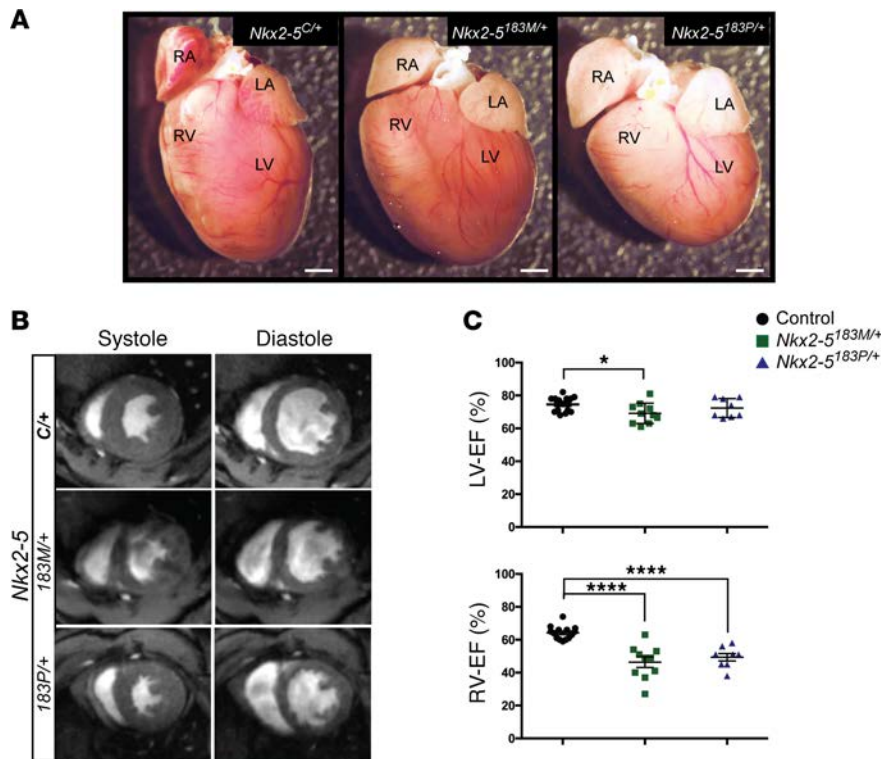 A
Nkx2-5C/+
Nkx2-5183M/+
Nkx2-5183P/+
RA
LA
RV
LV
RA
LA
RV
LV
RA
LA
RV
LV
B
Systole
Diastole
Nkx2-5
C/+
183M/+
183P/+
C
Control
Nkx2-5183M/+
Nkx2-5183P/+
LV-EF (%)
100
80
60
40
20
0
*
RV-EF (%)
100
80
60
40
20
0
****
****